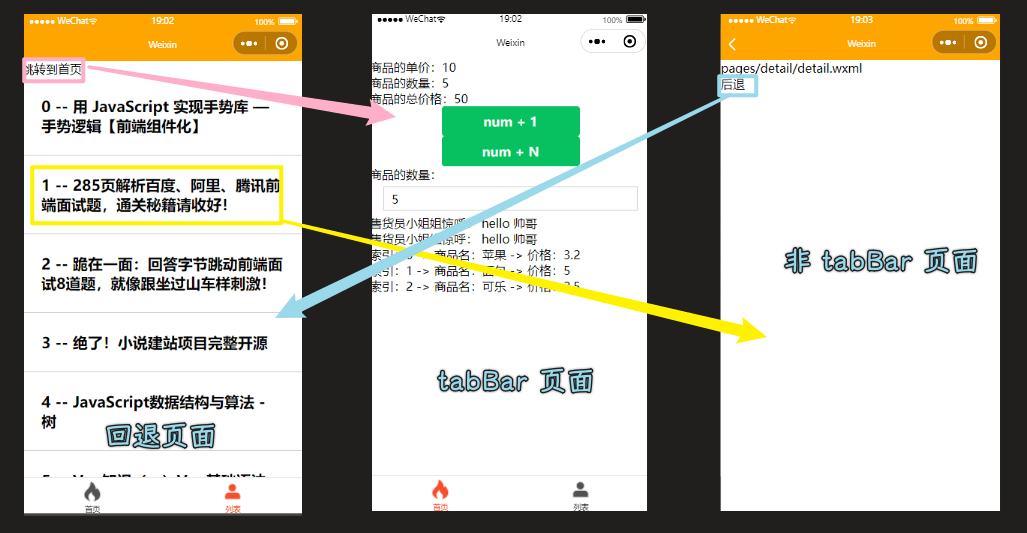 WeChat 19:02 100%
Weixin
跳转到首页
0 -- 用 JavaScript 实现手势库 —
手势逻辑【前端组件化】
1 -- 285页解析百度、阿里、腾讯前
端面试题，通关秘籍请收好！
2 -- 跪在一面：回答字节跳动前端面
试8道题，就像跟坐过山车样刺激！
3 -- 绝了！小说建站项目完整开源
4 -- JavaScript数据结构与算法 -
树
回退页面
首页
列表
WeChat 19:02 100%
Weixin
商品的单价：10
商品的数量：5
商品的总价格：50
num + 1
num + N
商品的数量：
5
售货员小姐姐惊呼： hello 帅哥
售货员小姐姐惊呼： hello 帅哥
索引：0 -> 商品名：苹果 -> 价格：3.2
索引：1 -> 商品名：面包 -> 价格：5
索引：2 -> 商品名：可乐 -> 价格：2.5
tabBar 页面
首页
列表
WeChat 19:03 100%
Weixin
pages/detail/detail.wxml
后退
非 tabBar 页面